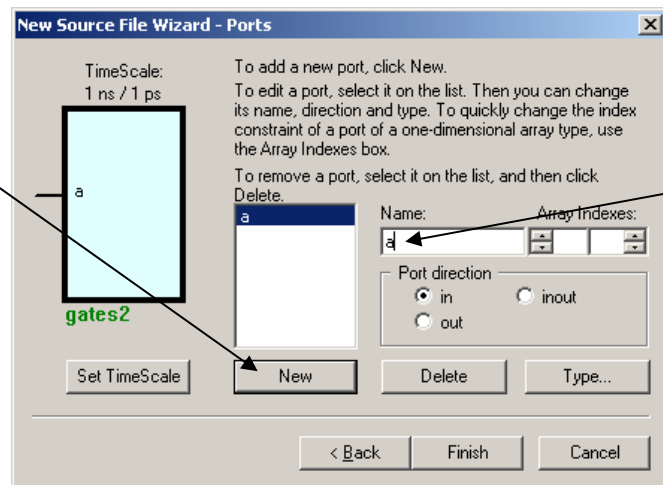 New Source File Wizard - Ports
TimeScale:
1 ns / 1 ps
a
gates2
To add a new port, click New.
To edit a port, select it on the list. Then you can change
its name, direction and type. To quickly change the index
constraint of a port of a one-dimensional array type, use
the Array Indexes box.
To remove a port, select it on the list, and then click
Delete.
a
Name:
Array Indexes:
a
Port direction
in
inout
out
Set TimeScale
New
Delete
Type...
< Back
Finish
Cancel